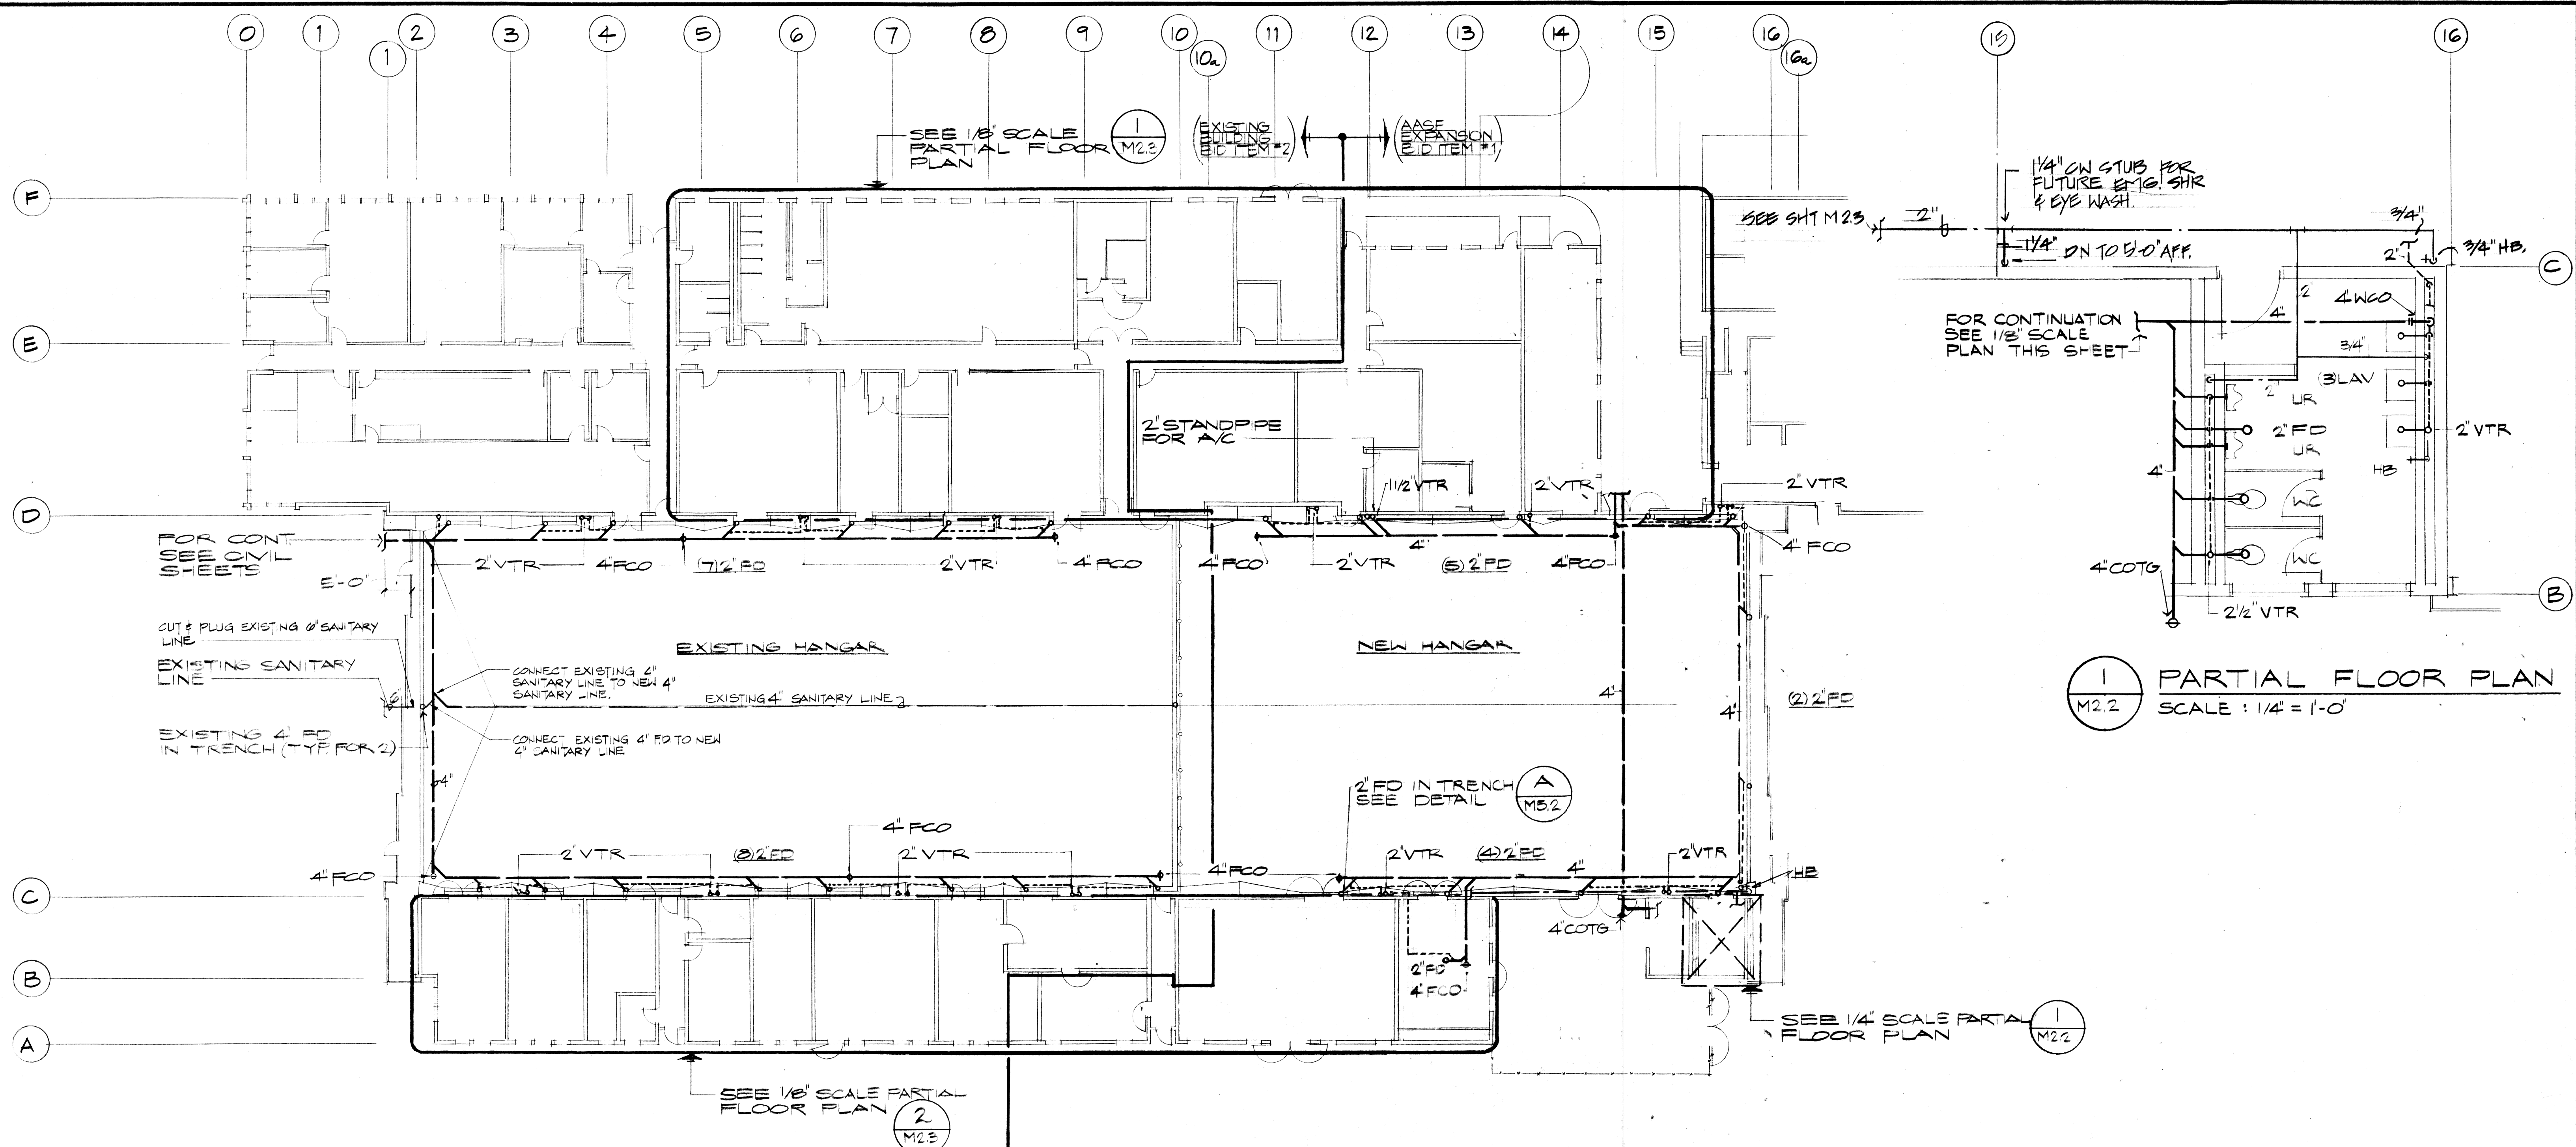 0
1
1
2
3
4
5
6
7
8
9
10
10a
11
12
13
14
15
16
16a
15
16
F
E
D
C
B
A
C
B
SEE 1/8" SCALE
PARTIAL FLOOR
PLAN
1
M2.3
(EXISTING
BUILDING
BID ITEM #2)
(AASF
EXPANSION
BID ITEM #1)
2" STANDPIPE
FOR A/C
1 1/2" VTR
2" VTR
2" VTR
FOR CONT.
SEE CIVIL
SHEETS
2" VTR
4" FCO
(7) 2" FD
2" VTR
4" FCO
4" FCO
2" VTR
4"
(5) 2" FD
4" FCO
4" FCO
CUT & PLUG EXISTING 6" SANITARY
LINE
EXISTING SANITARY
LINE
6"
EXISTING 4" FD
IN TRENCH (TYP. FOR 2)
EXISTING HANGAR
CONNECT EXISTING 4"
SANITARY LINE TO NEW 4"
SANITARY LINE.
EXISTING 4" SANITARY LINE
CONNECT EXISTING 4" F.D TO NEW
4" SANITARY LINE
4"
NEW HANGAR
4"
4"
(2) 2" FD
2" FD IN TRENCH
SEE DETAIL
A
M5.2
4" FCO
2" VTR
(8) 2" FD
2" VTR
4" FCO
4" FCO
2" VTR
(4) 2" FD
4"
2" VTR
HB
4" COTG
2" FD
4" FCO
SEE 1/8" SCALE PARTIAL
FLOOR PLAN
2
M2.3
SEE 1/4" SCALE PARTIAL
FLOOR PLAN
1
M2.2
1 1/4" CW STUB FOR
FUTURE EMG. SHR
& EYE WASH.
SEE SHT M2.3
2"
1 1/4"
DN TO 5'-0" AFF.
3/4"
2"
3/4" HB.
FOR CONTINUATION
SEE 1/8" SCALE
PLAN THIS SHEET
2"
4"
4" WCO
3/4"
(3) LAV
2"
UR
2" FD
UR
2" VTR
HB
4"
WC
WC
4" COTG
2 1/2" VTR
1
M2.2
PARTIAL FLOOR PLAN
SCALE : 1/4" = 1'-0"